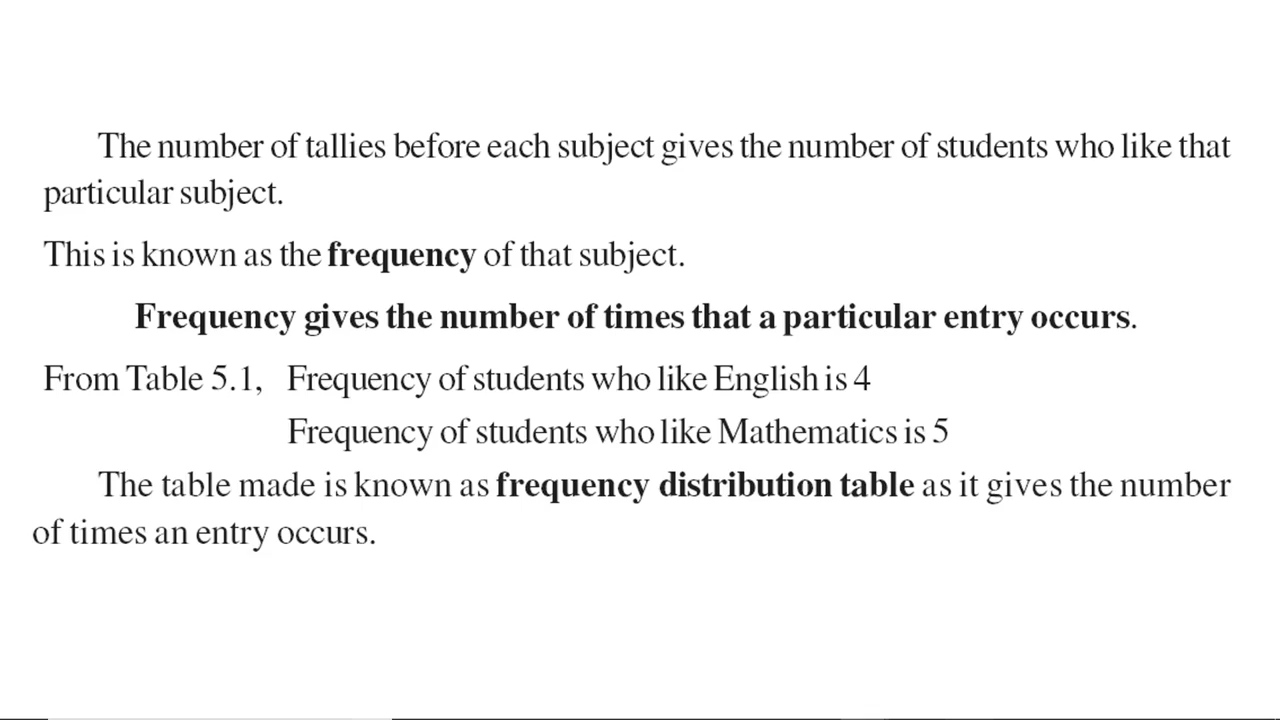 The number of tallies before each subject gives the number of students who like that
particular subject.
This is known as the frequency of that subject.
Frequency gives the number of times that a particular entry occurs.
From Table 5.1, Frequency of students who like English is 4
Frequency of students who like Mathematics is 5
The table made is known as frequency distribution table as it gives the number
of times an entry occurs.